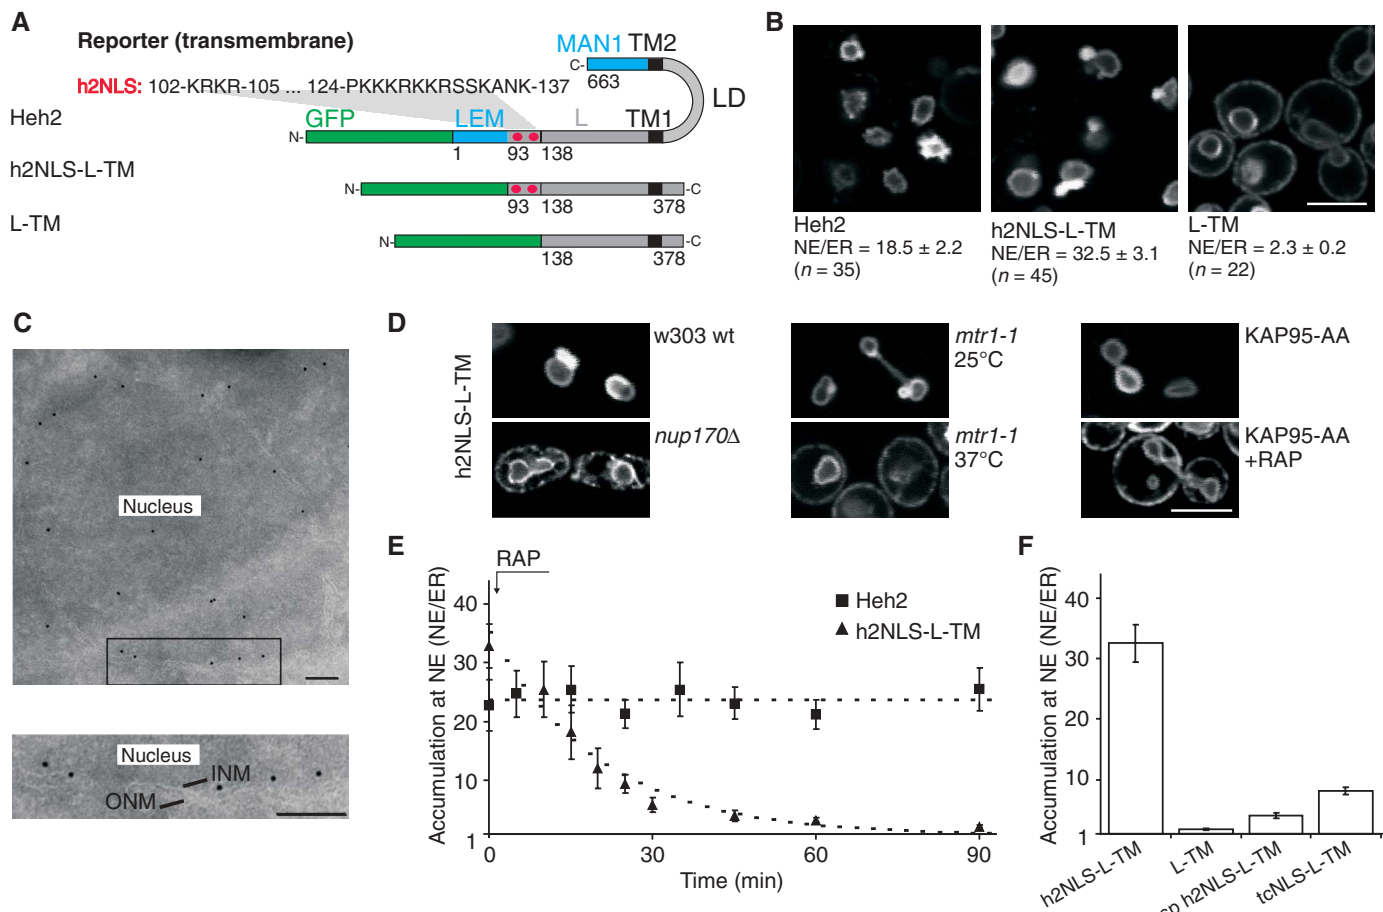 A
Reporter (transmembrane)
h2NLS: 102-KRKR-105 ... 124-PKKKRKKRSSKANK-137
MAN1 TM2
C-
663
LD
Heh2
GFP LEM L TM1
N-
1 93 138
h2NLS-L-TM
N- -C
93 138 378
L-TM
N- -C
138 378
B
Heh2
NE/ER = 18.5 ± 2.2
(n = 35)
h2NLS-L-TM
NE/ER = 32.5 ± 3.1
(n = 45)
L-TM
NE/ER = 2.3 ± 0.2
(n = 22)
C
Nucleus
Nucleus
INM
ONM
D
h2NLS-L-TM
w303 wt
nup170Δ
mtr1-1
25°C
mtr1-1
37°C
KAP95-AA
KAP95-AA
+RAP
E
RAP
Accumulation at NE (NE/ER)
40
30
20
10
1
Heh2
h2NLS-L-TM
0 30 60 90
Time (min)
F
Accumulation at NE (NE/ER)
40
30
20
10
1
h2NLS-L-TM
L-TM
sp h2NLS-L-TM
tcNLS-L-TM